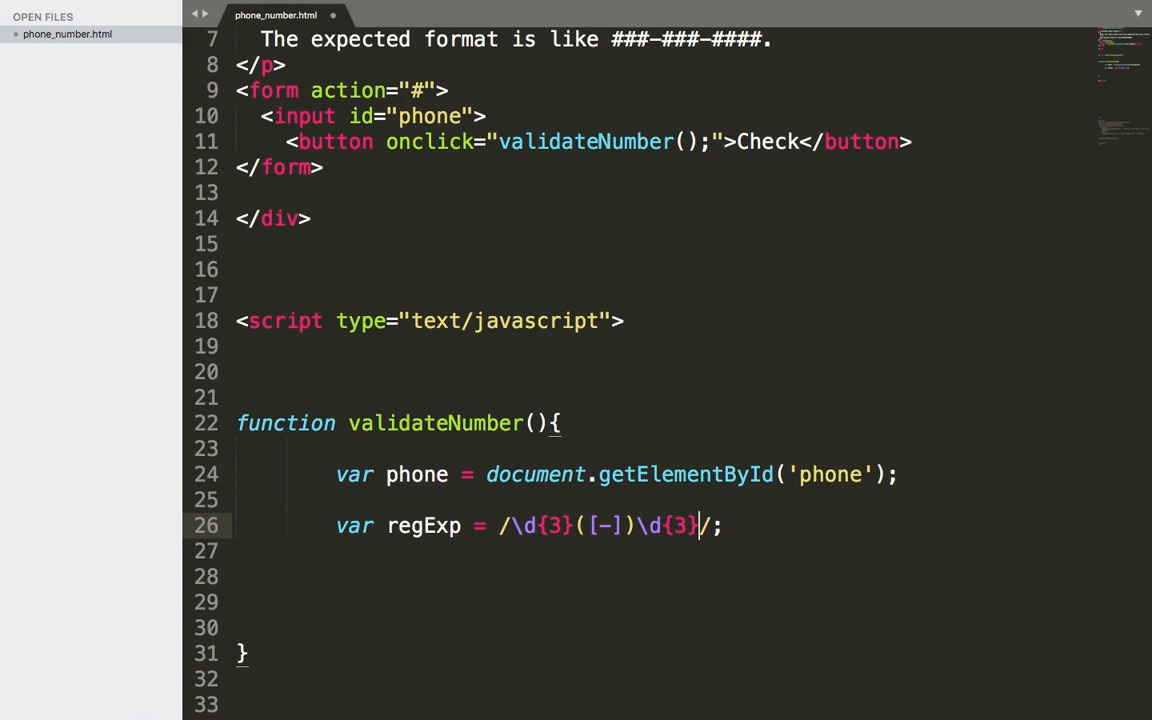 OPEN FILES
phone_number.html
phone_number.html
7 The expected format is like ###-###-####.
8 </p>
9 <form action="#">
10 <input id="phone">
11 <button onclick="validateNumber();">Check</button>
12 </form>
13
14 </div>
15
16
17
18 <script type="text/javascript">
19
20
21
22 function validateNumber(){
23
24 var phone = document.getElementById('phone');
25
26 var regExp = /\d{3}([-])\d{3}/;
27
28
29
30
31 }
32
33